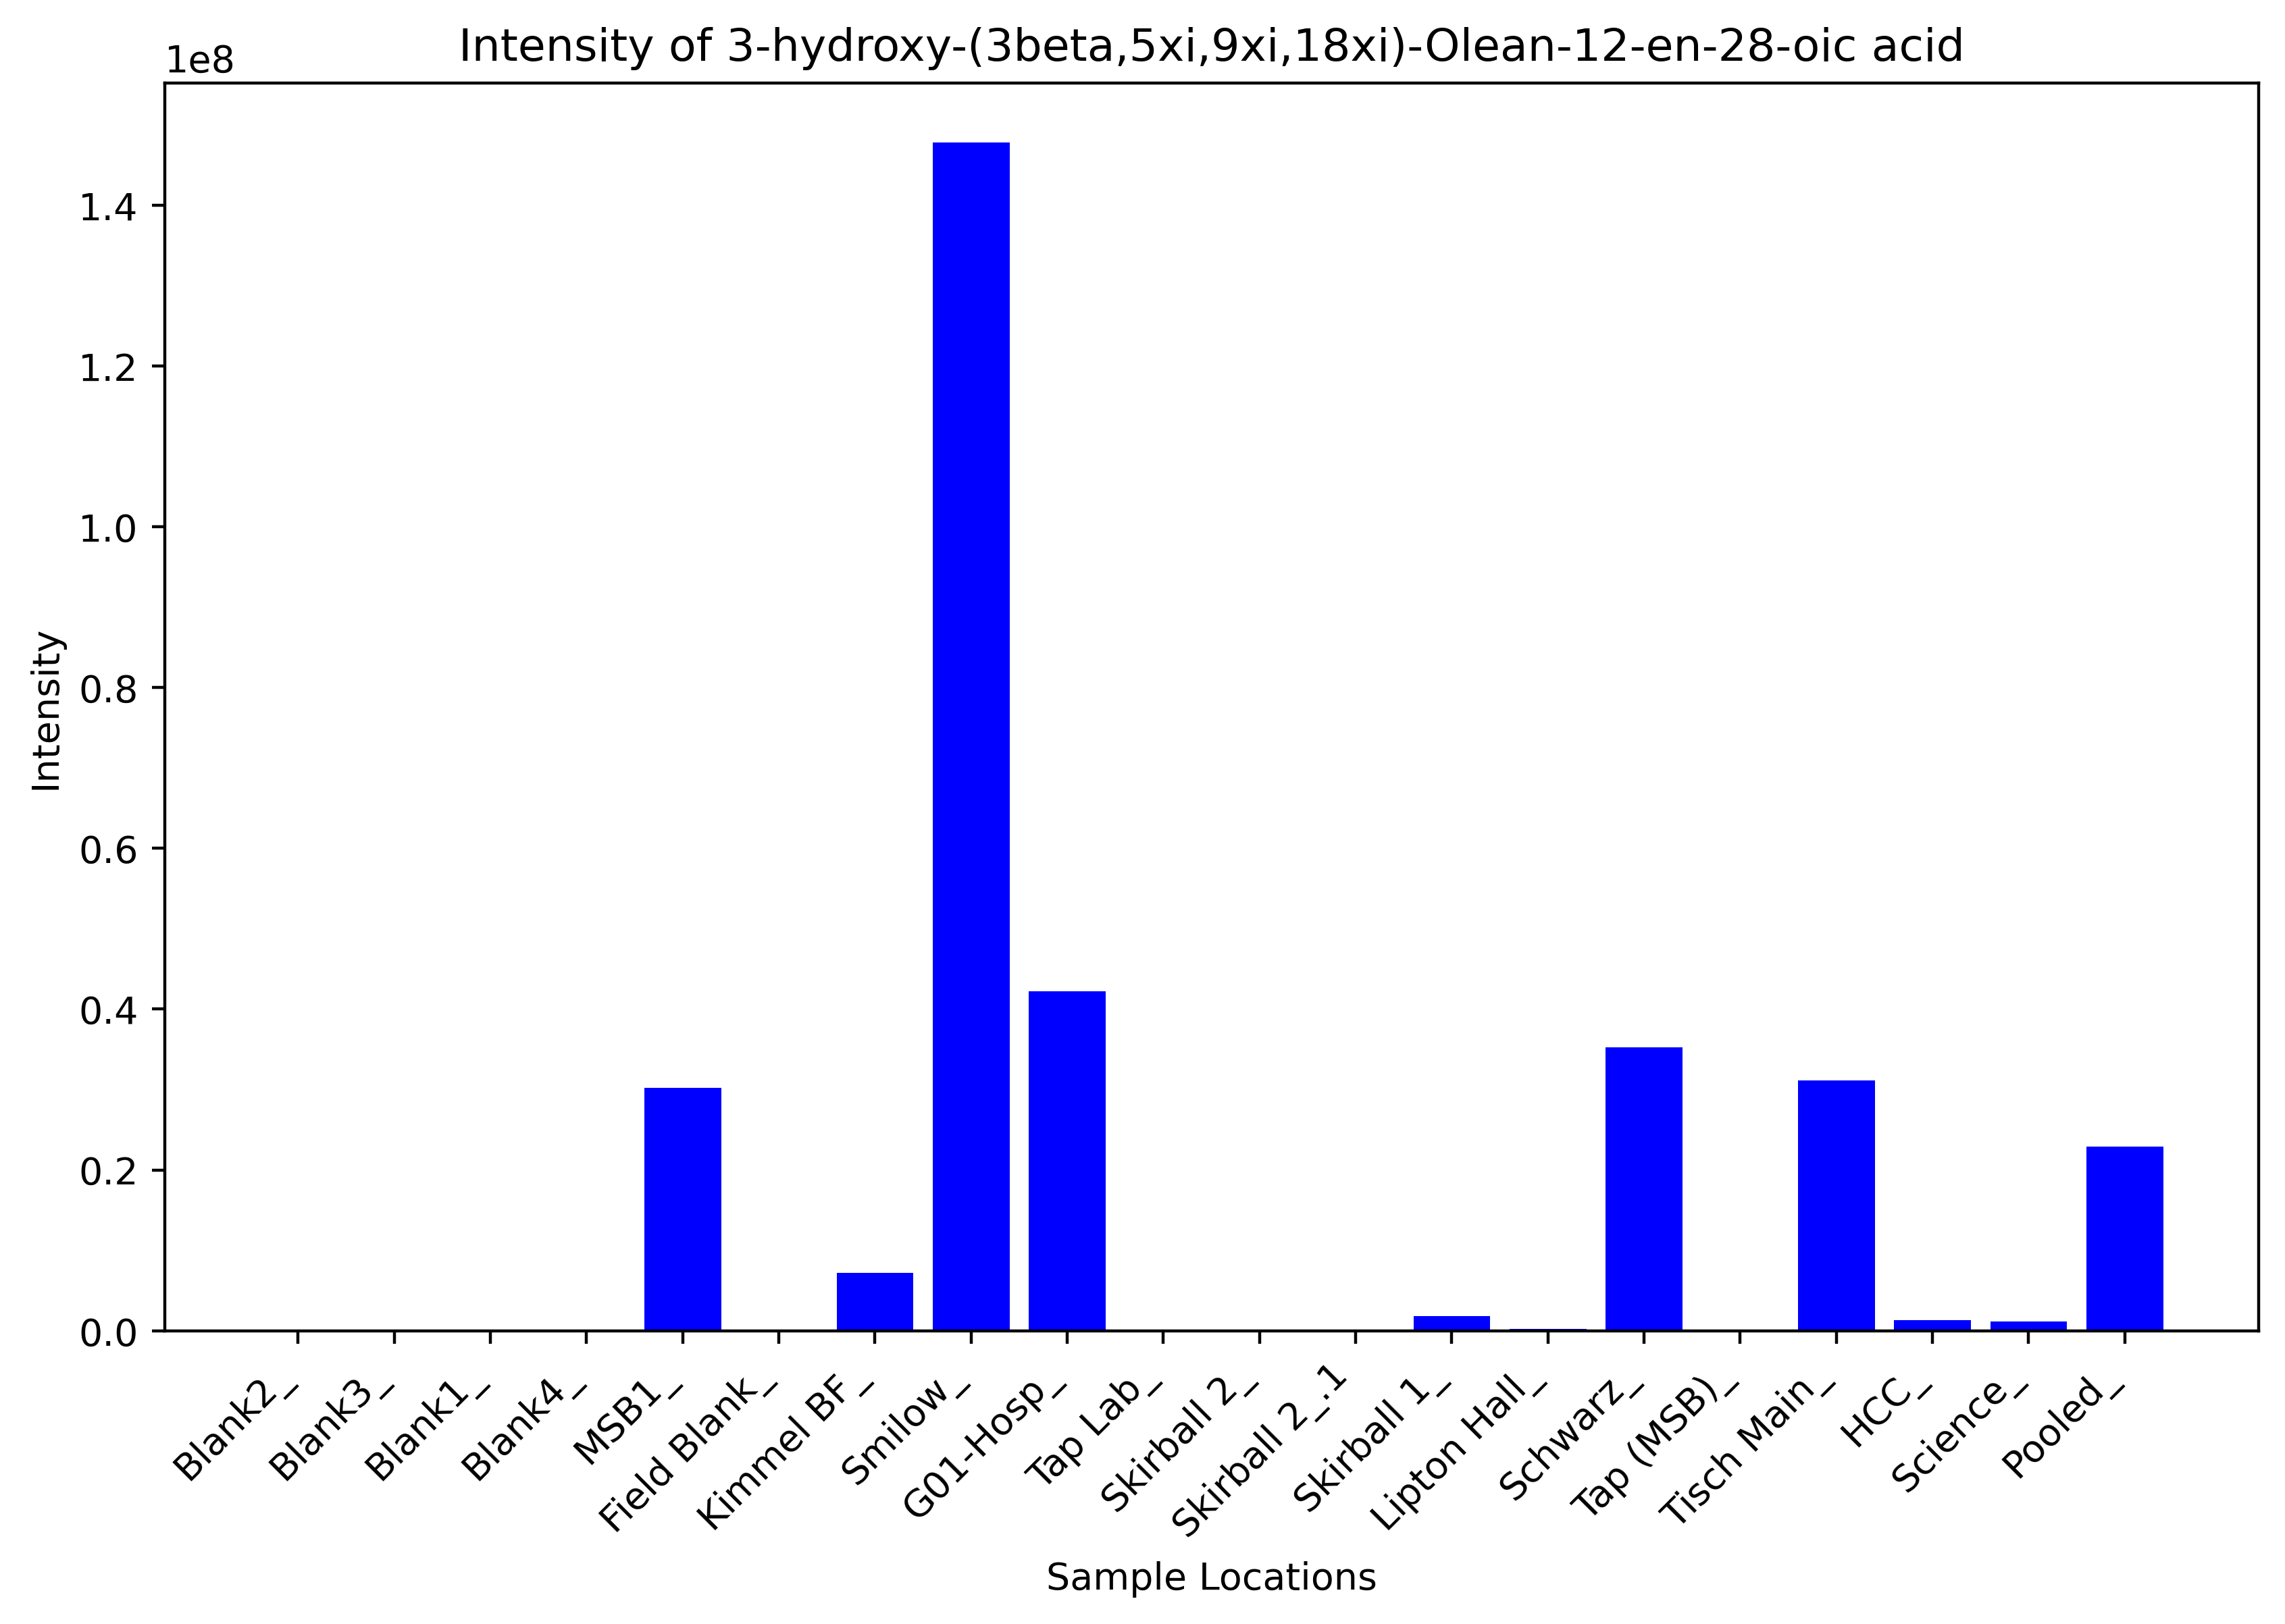 Intensity of 3-hydroxy-(3beta,5xi,9xi,18xi)-Olean-12-en-28-oic acid
1e8
1.4
1.2
1.0
0.8
0.6
0.4
0.2
0.0
Intensity
Blank2_
Blank3_
Blank1_
Blank4_
MSB1_
Field Blank_
Kimmel BF_
Smilow_
G01-Hosp_
Tap Lab_
Skirball 2_
Skirball 2_.1
Skirball 1_
Lipton Hall_
Schwarz_
Tap (MSB)_
Tisch Main_
HCC_
Science_
Pooled_
Sample Locations